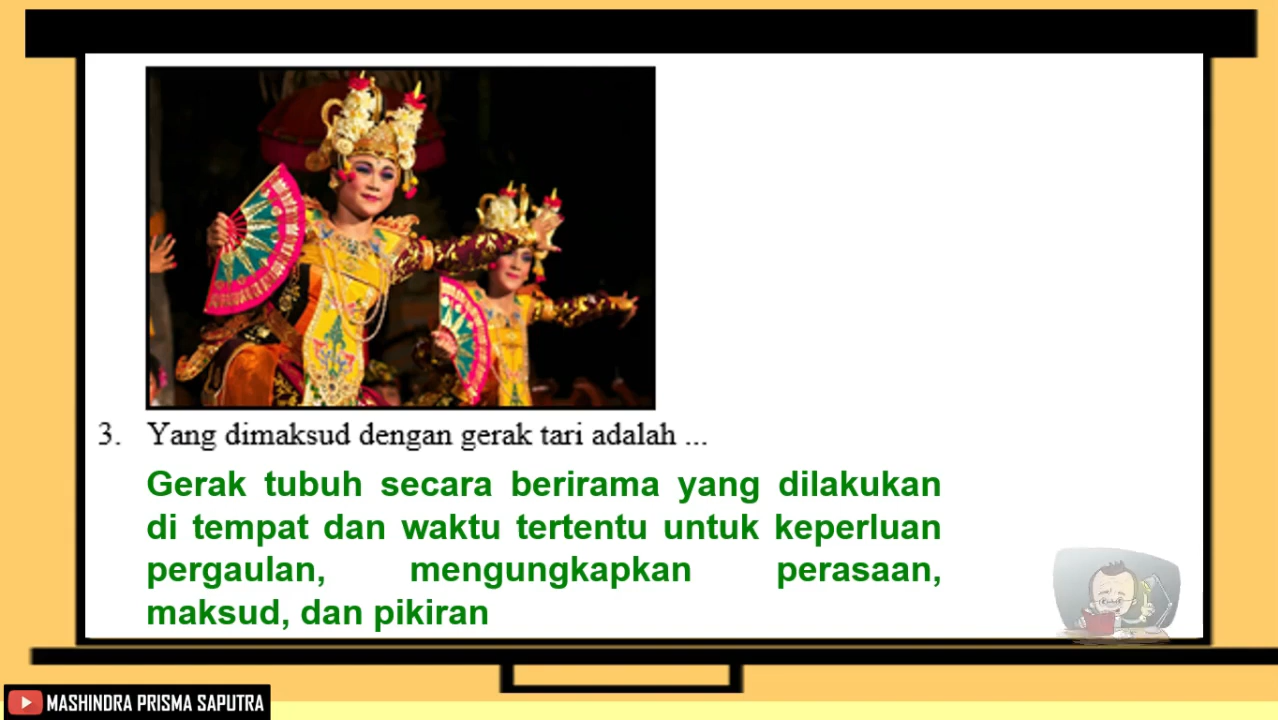 3. Yang dimaksud dengan gerak tari adalah ...
Gerak tubuh secara berirama yang dilakukan
di tempat dan waktu tertentu untuk keperluan
pergaulan, mengungkapkan perasaan,
maksud, dan pikiran
MASHINDRA PRISMA SAPUTRA